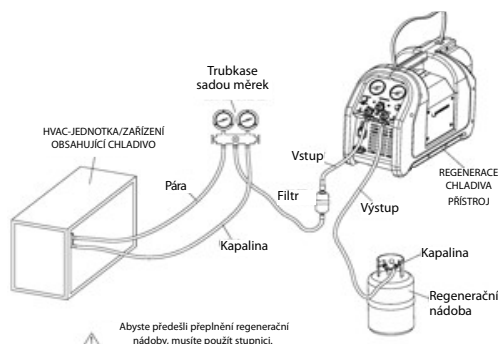 Trubkase
sadou měrek
HVAC-JEDNOTKA/ZAŘÍZENÍ
OBSAHUJÍCÍ CHLADIVO
Vstup
REGENERACE
CHLADIVA
PŘÍSTROJ
Pára
Filtr
Výstup
Kapalina
Kapalina
Regenerační
nádoba
Abyste předešli přeplnění regenerační
nádoby, musíte použít stupnici.